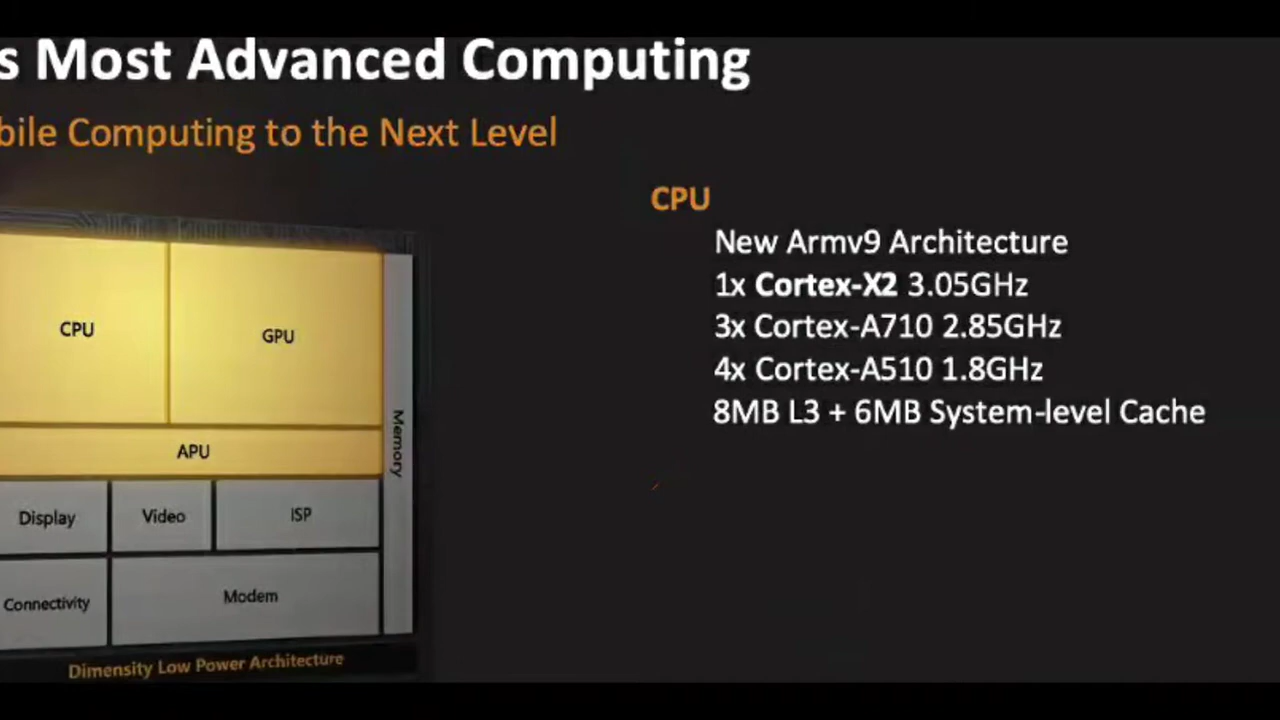 s Most Advanced Computing
bile Computing to the Next Level
CPU
New Armv9 Architecture
1x Cortex-X2 3.05GHz
3x Cortex-A710 2.85GHz
4x Cortex-A510 1.8GHz
8MB L3 + 6MB System-level Cache
CPU
GPU
APU
Memory
Display
Video
ISP
Connectivity
Modem
Dimensity Low Power Architecture